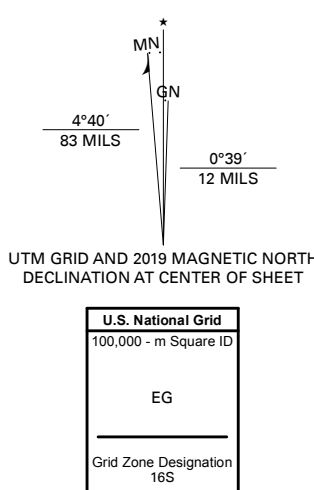 ★
MN
GN
4°40´
83 MILS
0°39´
12 MILS
UTM GRID AND 2019 MAGNETIC NORTH
DECLINATION AT CENTER OF SHEET
U.S. National Grid
100,000 - m Square ID
EG
Grid Zone Designation
16S